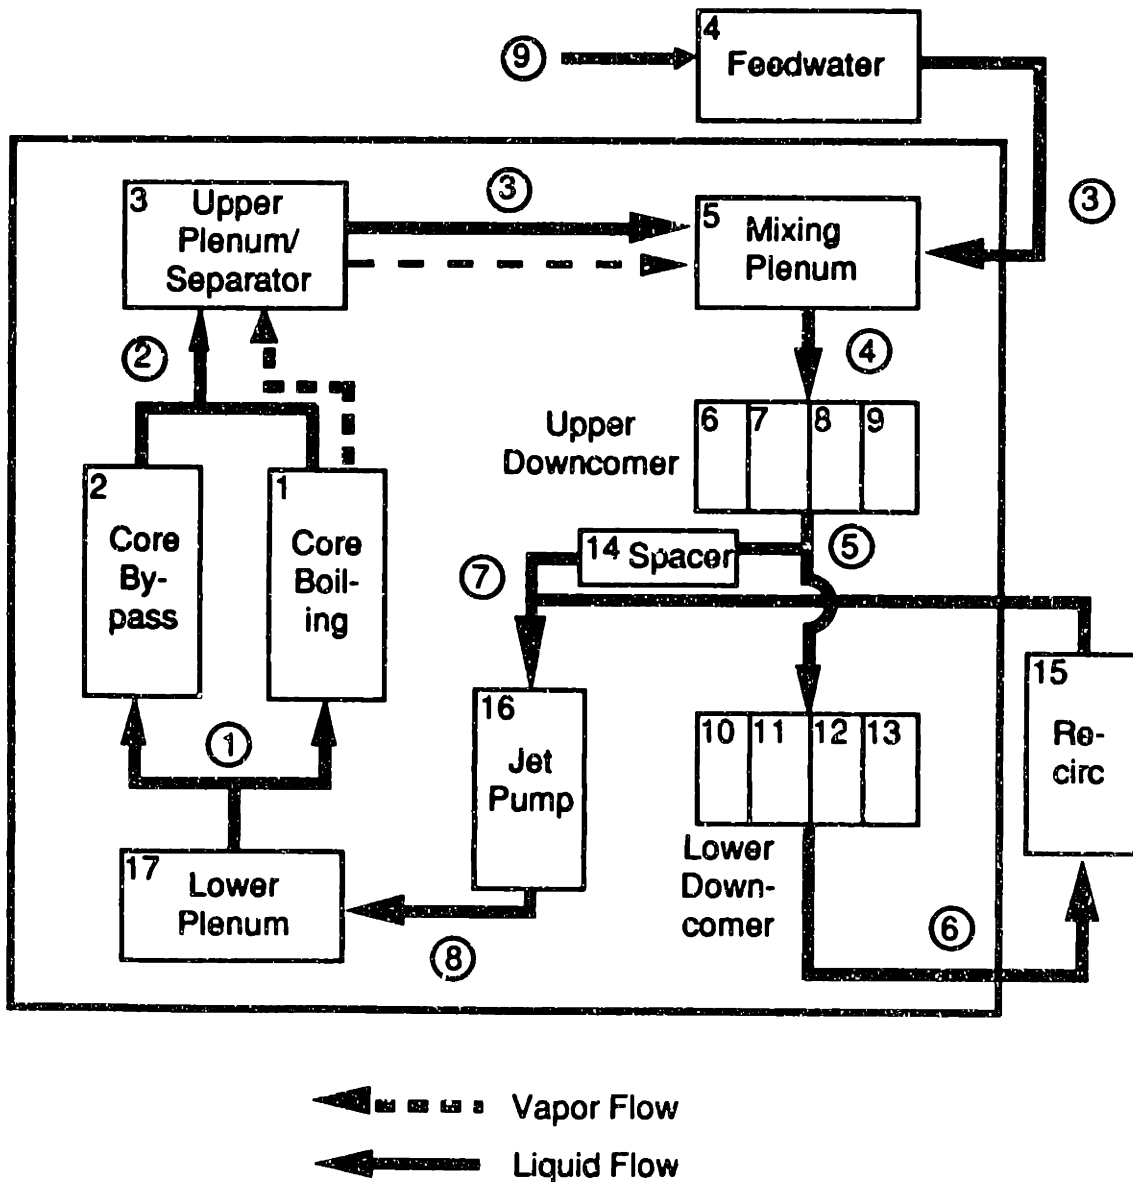 4
Feedwater
9
3
Upper
Plenum/
Separator
3
5
Mixing
Plenum
3
2
4
Upper
Downcomer
6 7 8 9
2
Core
By-
pass
1
Core
Boil-
ing
14 Spacer
5
7
1
16
Jet
Pump
10 11 12 13
15
Re-
circ
17
Lower
Plenum
Lower
Down-
comer
8
6
Vapor Flow
Liquid Flow